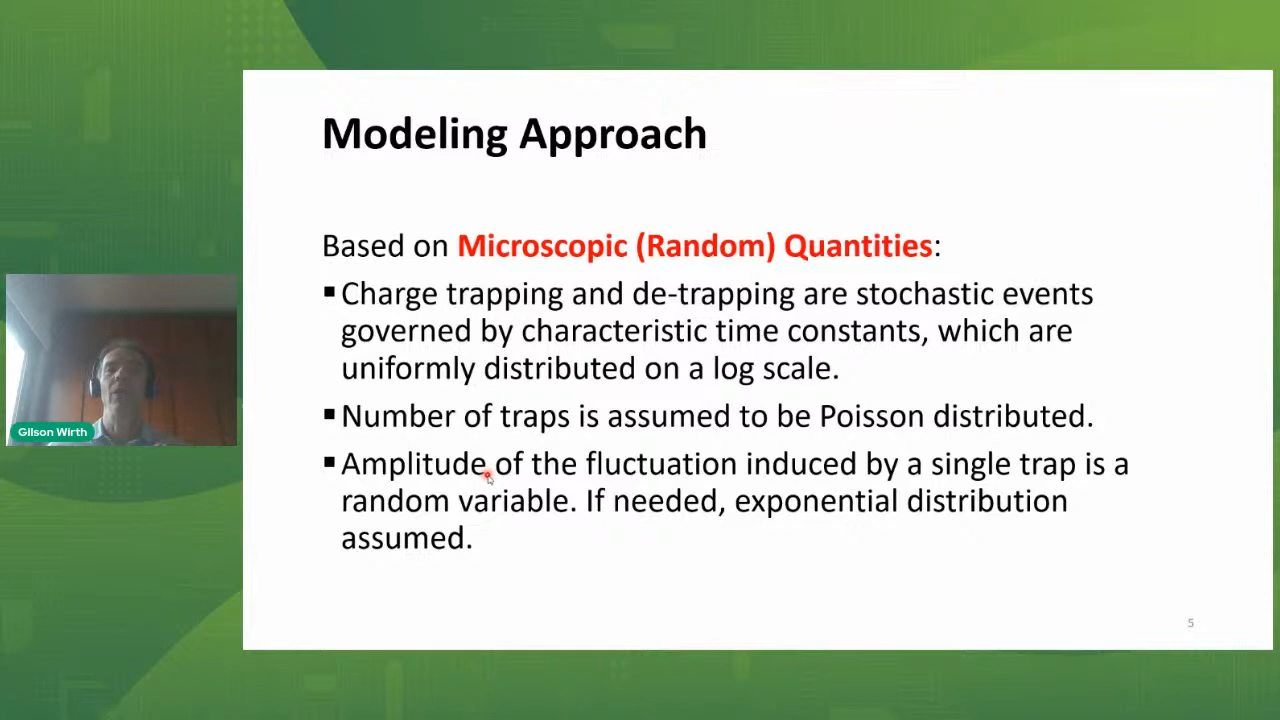 Modeling Approach
Based on Microscopic (Random) Quantities:
▪Charge trapping and de-trapping are stochastic events
governed by characteristic time constants, which are
uniformly distributed on a log scale.
▪Number of traps is assumed to be Poisson distributed.
▪Amplitude of the fluctuation induced by a single trap is a
random variable. If needed, exponential distribution
assumed.
5
Gilson Wirth